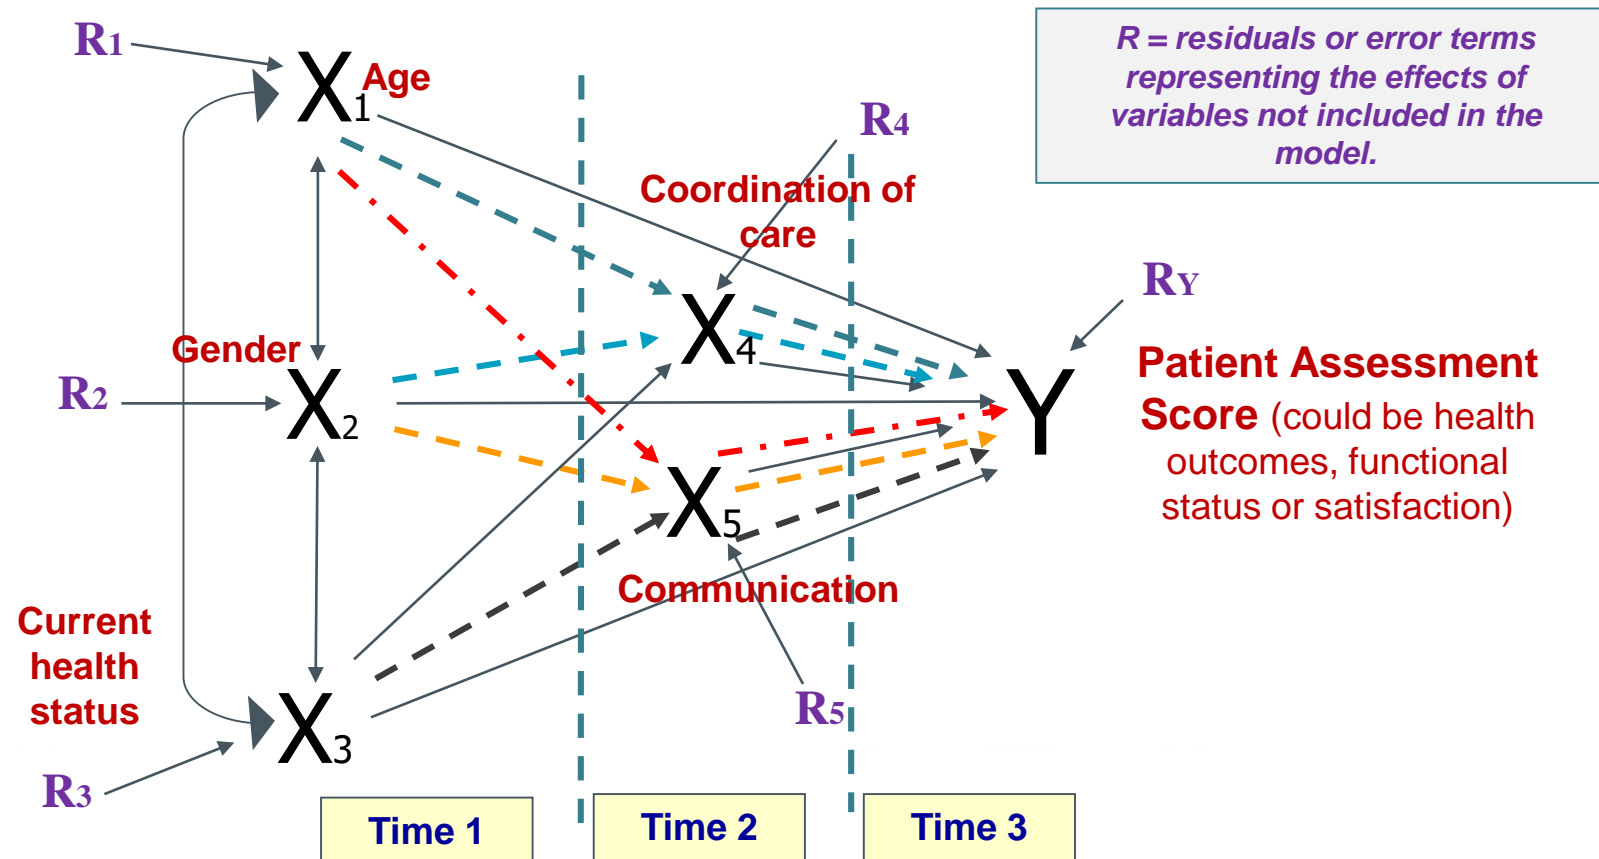 R1
X1 Age
R = residuals or error terms
representing the effects of
variables not included in the
model.
R4
Coordination of
care
RY
X4
Gender
R2
X2
Y
Patient Assessment
Score (could be health
outcomes, functional
status or satisfaction)
X5
Communication
Current
health
status
R5
X3
R3
Time 1
Time 2
Time 3